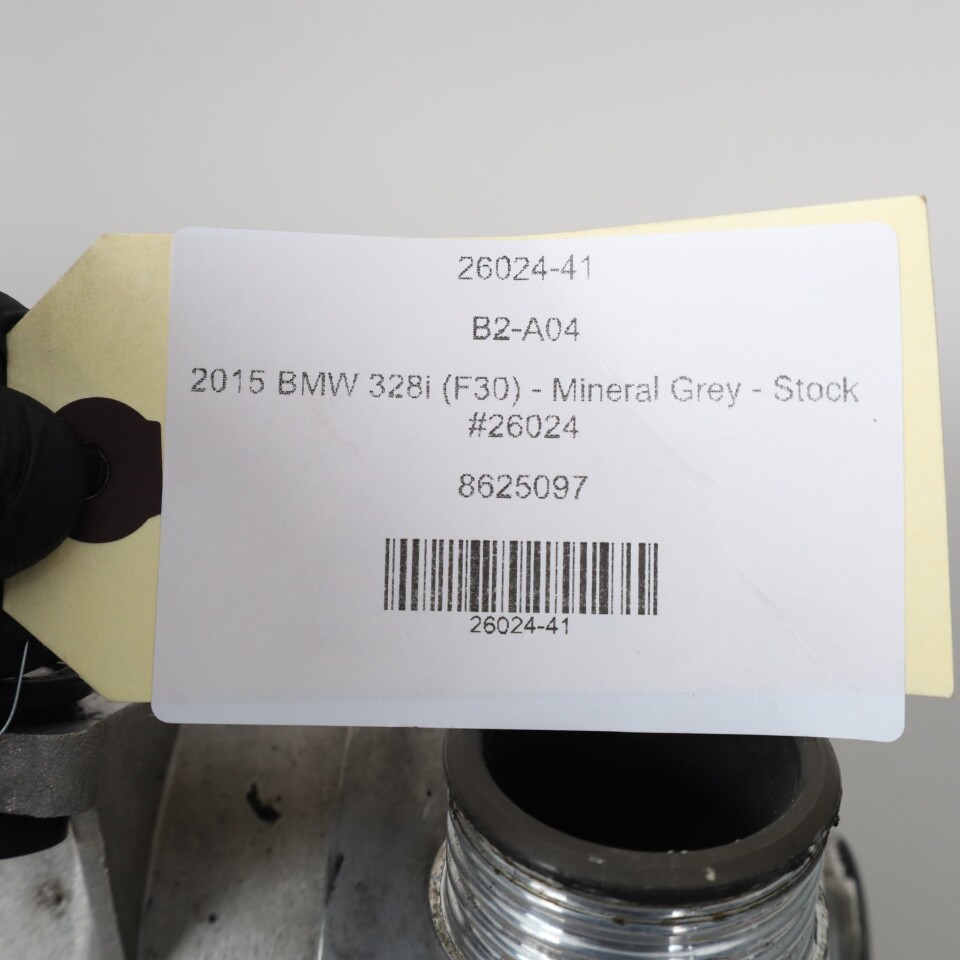 26024-41
B2-A04
2015 BMW 328i (F30) - Mineral Grey - Stock
#26024
8625097
26024-41